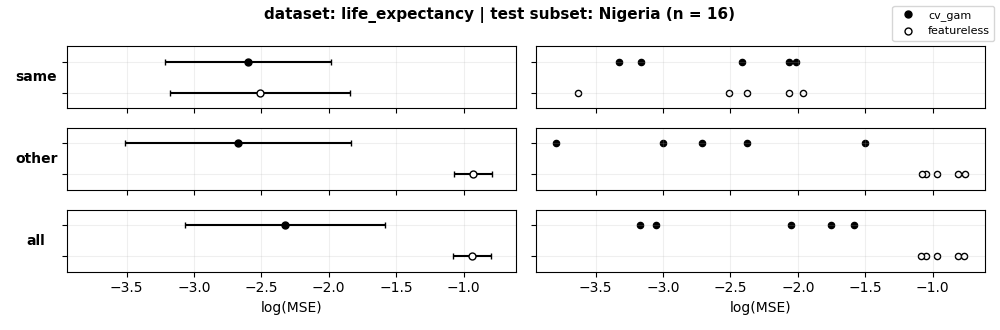 dataset: life_expectancy | test subset: Nigeria (n = 16)
cv_gam
featureless
same
other
all
−3.5 −3.0 −2.5 −2.0 −1.5 −1.0
−3.5 −3.0 −2.5 −2.0 −1.5 −1.0
log(MSE)
log(MSE)